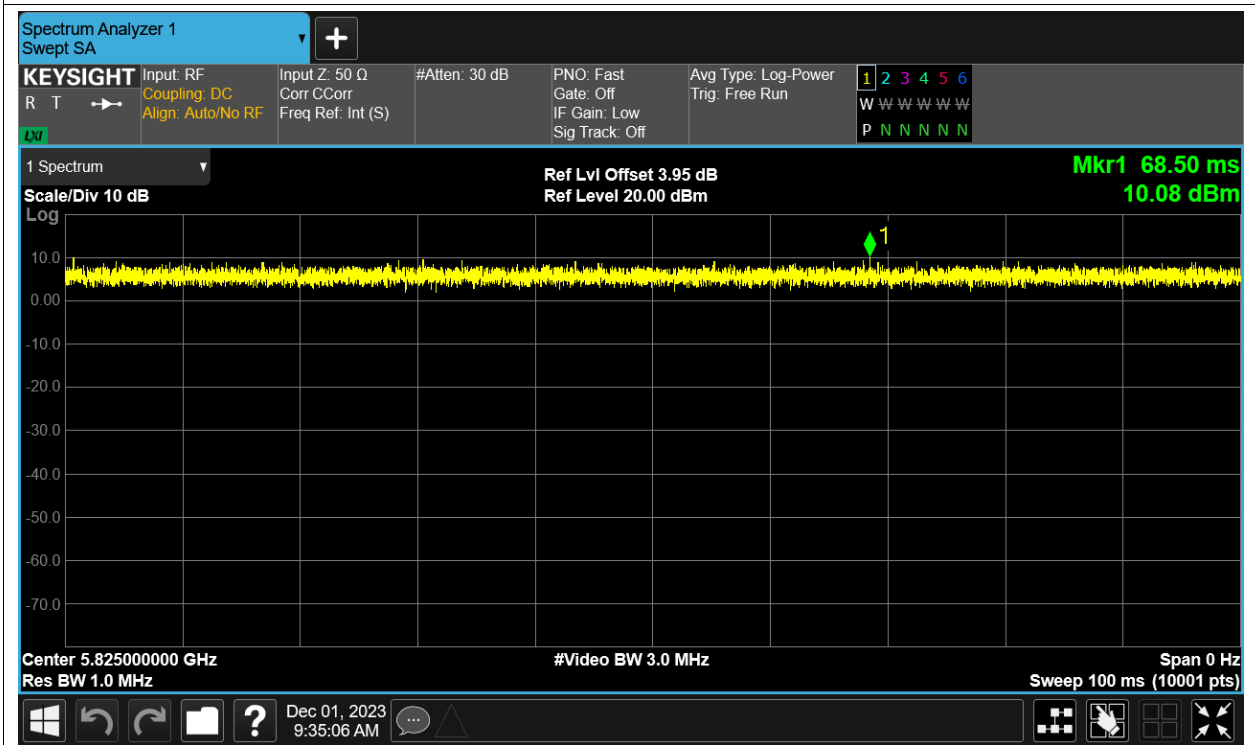 Spectrum Analyzer 1
Swept SA
KEYSIGHT
R T
LXI
Input: RF
Coupling: DC
Align: Auto/No RF
Input Z: 50 Ω
Corr CCorr
Freq Ref: Int (S)
#Atten: 30 dB
PNO: Fast
Gate: Off
IF Gain: Low
Sig Track: Off
Avg Type: Log-Power
Trig: Free Run
1 2 3 4 5 6
W W W W W W
P N N N N N
1 Spectrum
Scale/Div 10 dB
Ref Lvl Offset 3.95 dB
Ref Level 20.00 dBm
Mkr1 68.50 ms
10.08 dBm
Log
1
10.0
0.00
-10.0
-20.0
-30.0
-40.0
-50.0
-60.0
-70.0
Center 5.825000000 GHz
#Video BW 3.0 MHz
Span 0 Hz
Res BW 1.0 MHz
Sweep 100 ms (10001 pts)
?
Dec 01, 2023
9:35:06 AM